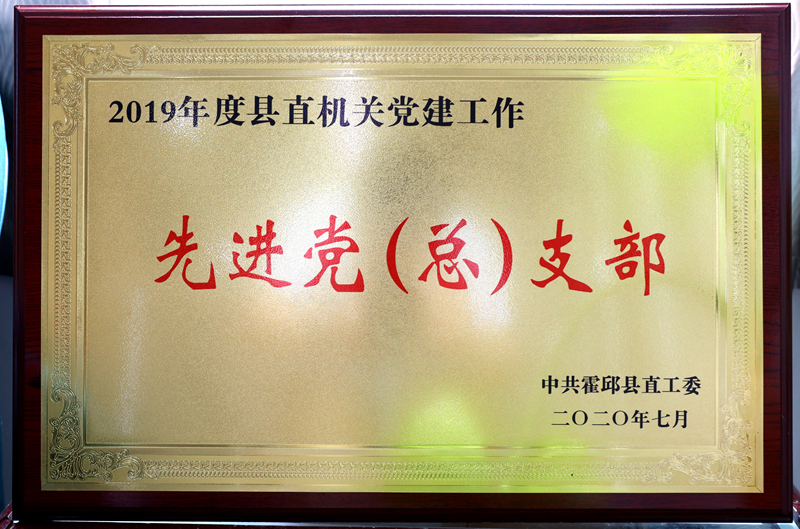 2019年度县直机关党建工作
先进党(总)支部
中共霍邱县直工委
二〇二〇年七月